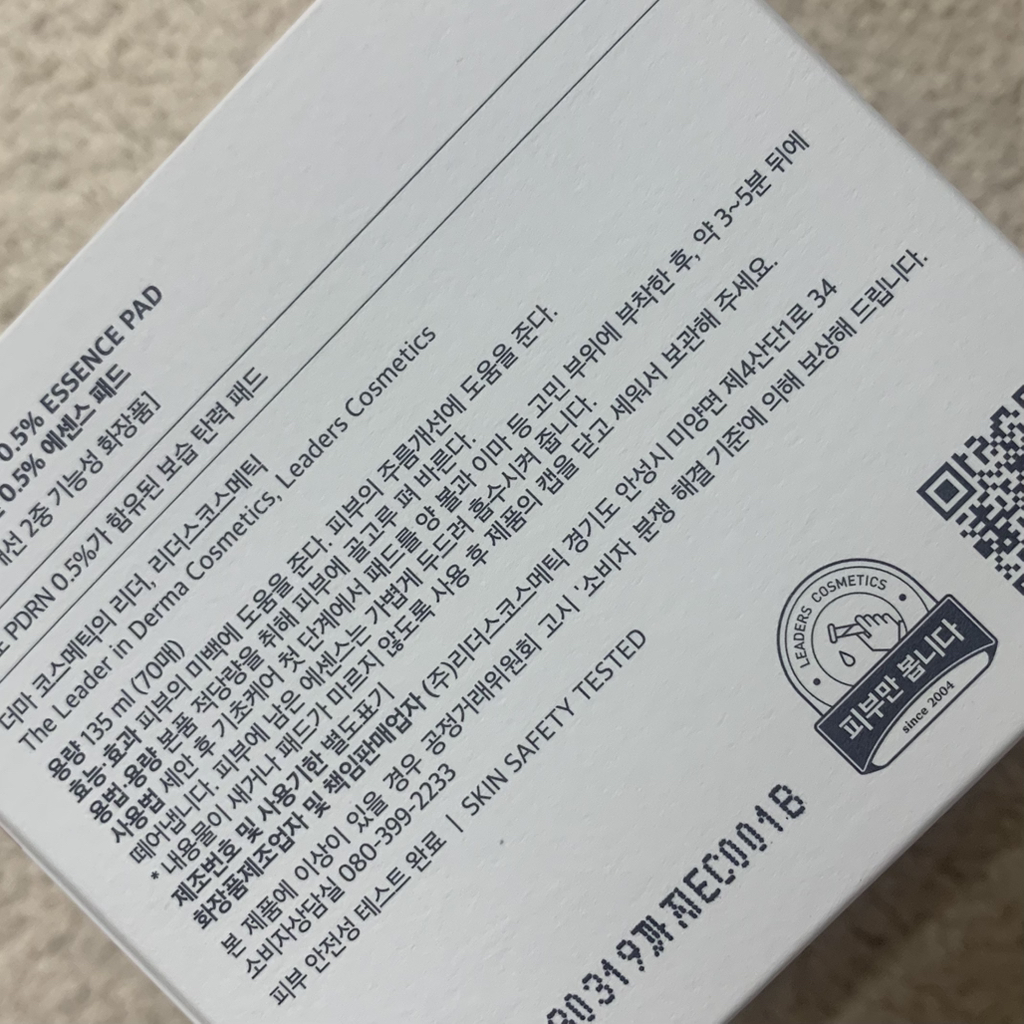 0.5% ESSENCE PAD
0.5% 에센스 패드
개선 2중 기능성 화장품]
PDRN 0.5%가 함유된 보습 탄력 패드
더마 코스메틱의 리더, 리더스코스메틱
The Leader in Derma Cosmetics, Leaders Cosmetics
용량 135 ml (70매)
효능·효과 피부의 미백에 도움을 준다. 피부의 주름개선에 도움을 준다.
용법·용량 본품 적당량을 취해 피부에 골고루 펴 바른다.
사용법 세안 후 기초케어 첫 단계에서 패드를 양 볼과 이마 등 고민 부위에 부착한 후, 약 3~5분 뒤에
떼어냅니다. 피부에 남은 에센스는 가볍게 두드려 흡수시켜 줍니다.
* 내용물이 새거나 패드가 마르지 않도록 사용 후 제품의 캡을 닫고 세워서 보관해 주세요.
제조번호 및 사용기한 별도표기
화장품제조업자 및 책임판매업자 (주)리더스코스메틱 경기도 안성시 미양면 제4산단1로 34
본 제품에 이상이 있을 경우 공정거래위원회 고시 '소비자 분쟁 해결 기준'에 의해 보상해 드립니다.
소비자상담실 080-399-2233
피부 안전성 테스트 완료 | SKIN SAFETY TESTED
LEADERS COSMETICS
피부만 봅니다
since 2004
80319까지EC001B